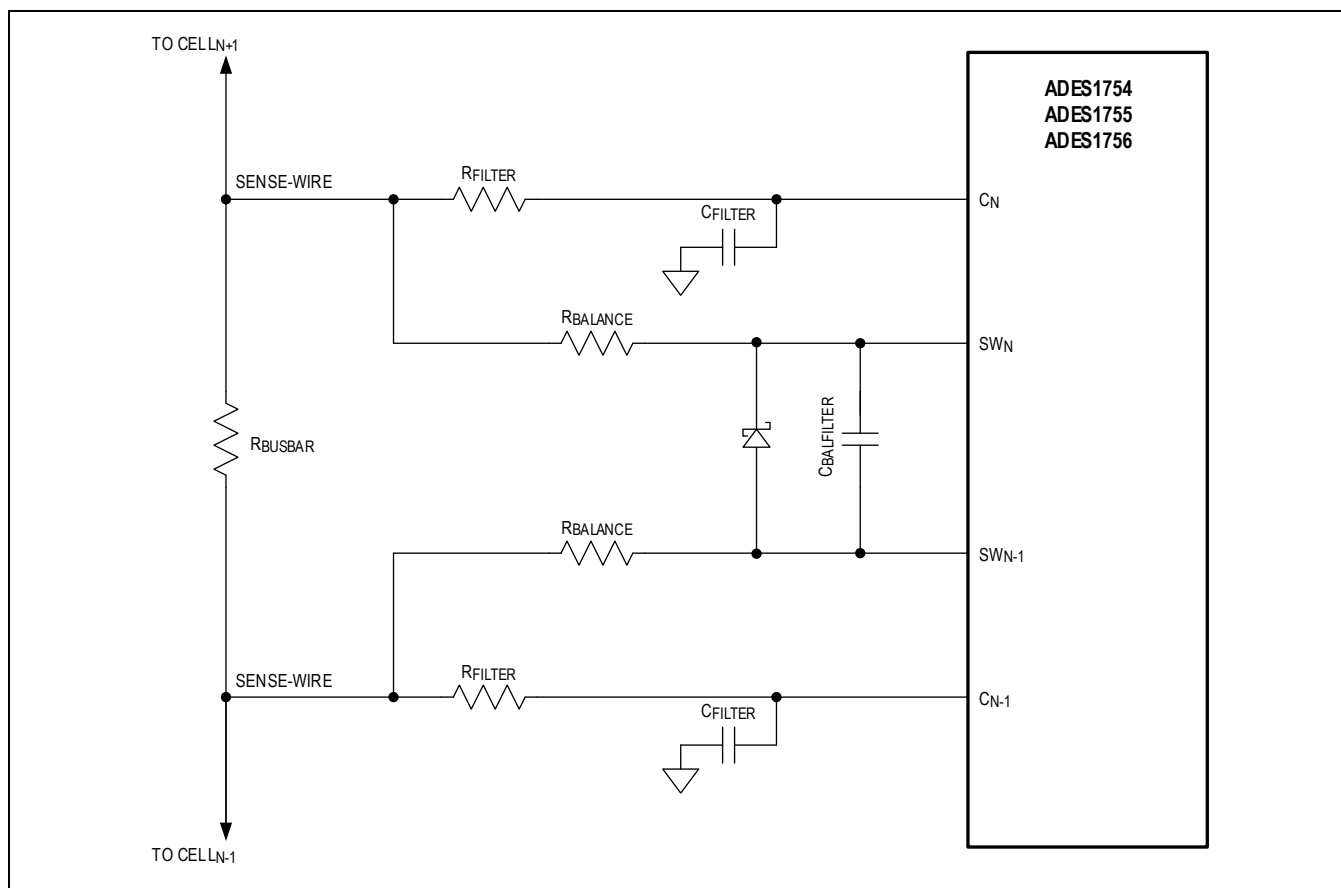 TO CELLN+1
ADES1754
ADES1755
ADES1756
SENSE-WIRE
RFILTER
CN
CFILTER
RBALANCE
SWN
RBUSBAR
CBALFILTER
RBALANCE
SWN-1
SENSE-WIRE
RFILTER
CN-1
CFILTER
TO CELLN-1